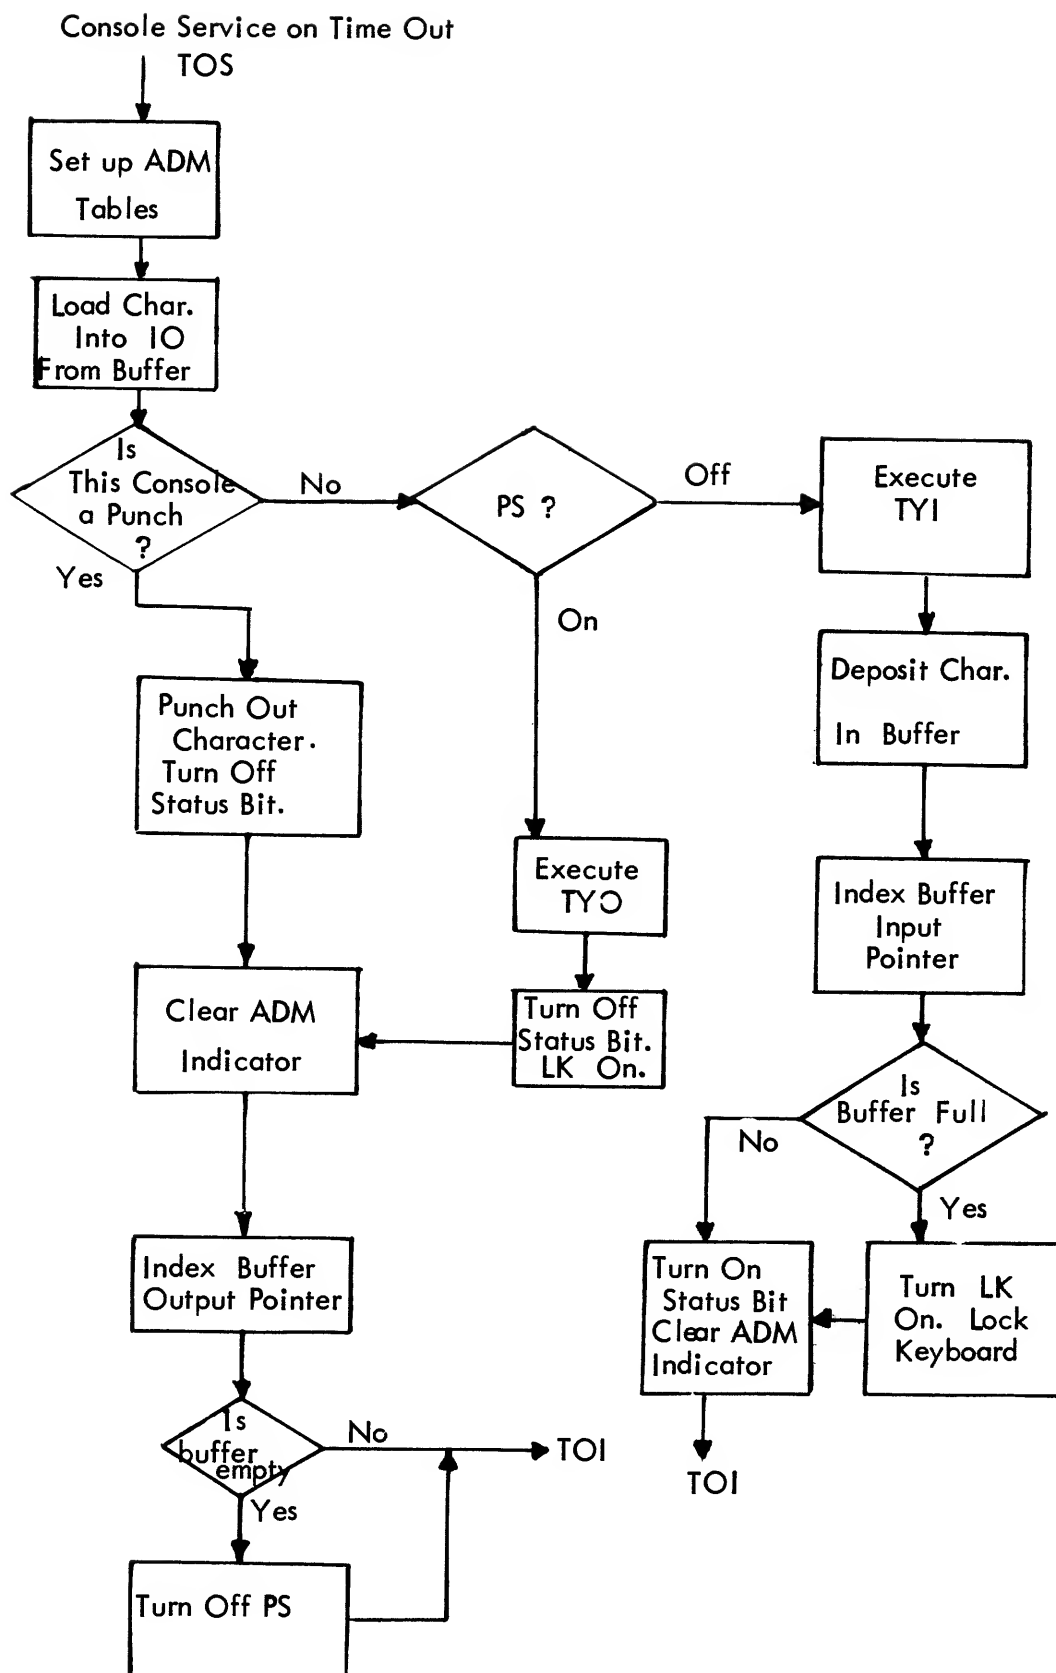 Console Service on Time Out
TOS
Set up ADM
Tables
Load Char.
Into IO
From Buffer
Is
This Console
a Punch
?
No
Yes
PS ?
Off
On
Execute
TYI
Deposit Char.
In Buffer
Punch Out
Character.
Turn Off
Status Bit.
Execute
TYO
Index Buffer
Input
Pointer
Clear ADM
Indicator
Turn Off
Status Bit.
LK On.
Is
Buffer Full
?
No
Yes
Index Buffer
Output Pointer
Turn On
Status Bit
Clear ADM
Indicator
Turn LK
On. Lock
Keyboard
Is
buffer
empty
No
TOI
Yes
TOI
Turn Off PS